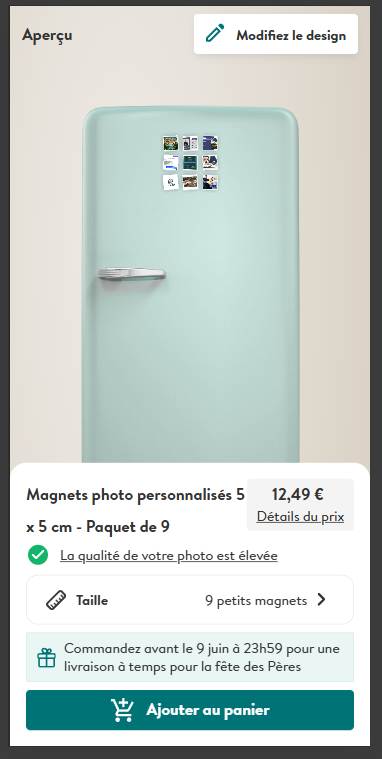 Aperçu
Modifiez le design
Magnets photo personnalisés 5
x 5 cm - Paquet de 9
12,49 €
Détails du prix
La qualité de votre photo est élevée
Taille
9 petits magnets
Commandez avant le 9 juin à 23h59 pour une
livraison à temps pour la fête des Pères
Ajouter au panier